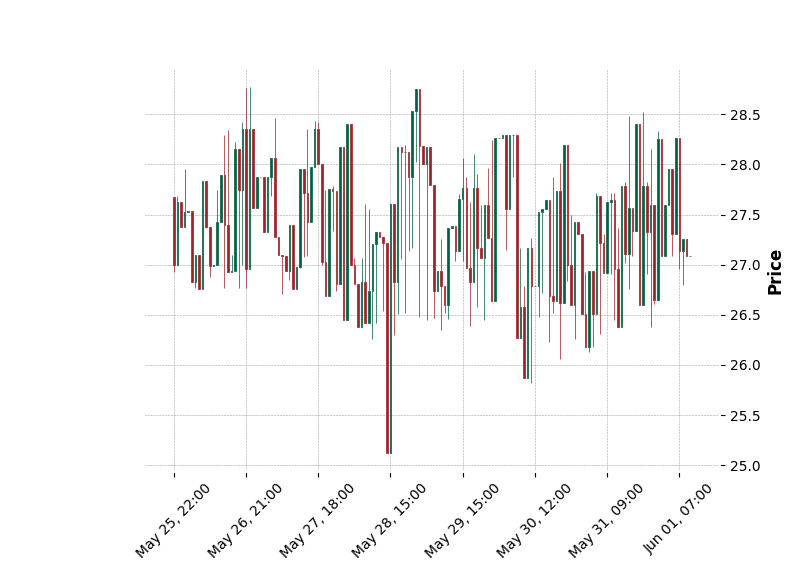 28.5
28.0
27.5
27.0
26.5
26.0
25.5
25.0
Price
May 25, 22:00
May 26, 21:00
May 27, 18:00
May 28, 15:00
May 29, 15:00
May 30, 12:00
May 31, 09:00
Jun 01, 07:00